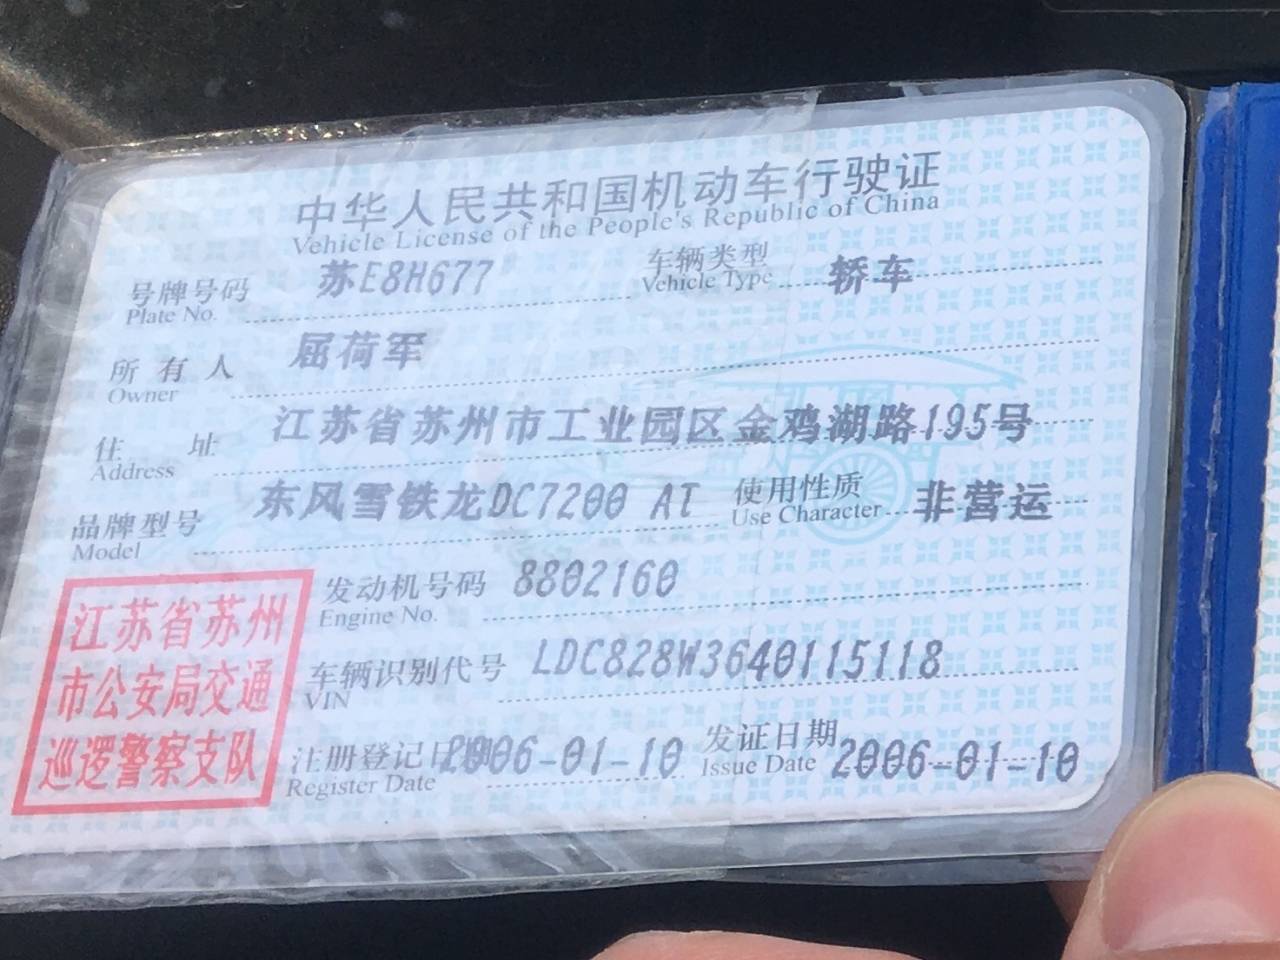 中华人民共和国机动车行驶证
Vehicle License of the People's Republic of China
号牌号码 苏E8H677 车辆类型 轿车
Plate No. Vehicle Type
所有人 屈荷军
Owner
住址 江苏省苏州市工业园区金鸡湖路195号
Address
品牌型号 东风雪铁龙DC7200 AT 使用性质 非营运
Model Use Character
发动机号码 8802160
Engine No.
车辆识别代号 LDC828W3640115118
VIN
注册登记日期 2006-01-10 发证日期 2006-01-10
Register Date Issue Date
江苏省苏州
市公安局交通
巡逻警察支队